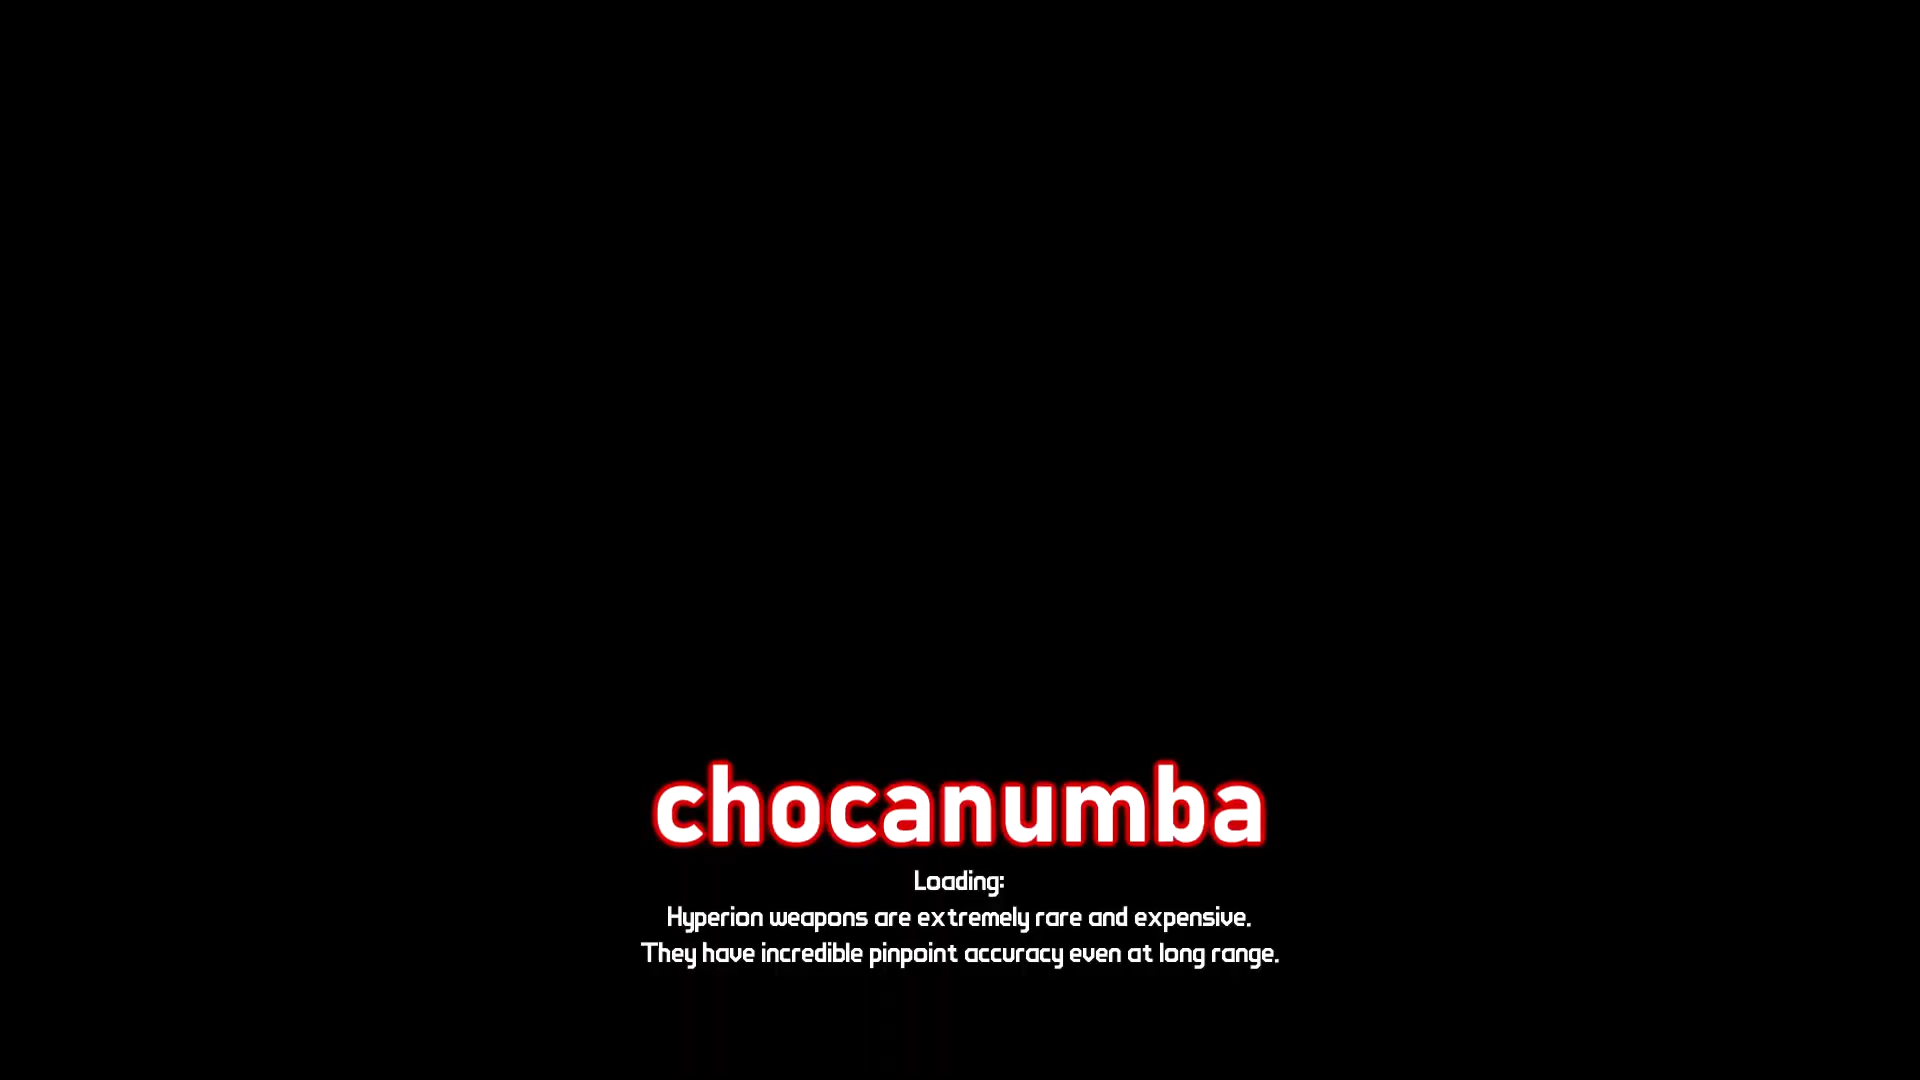 chocanumba
Loading:
Hyperion weapons are extremely rare and expensive.
They have incredible pinpoint accuracy even at long range.